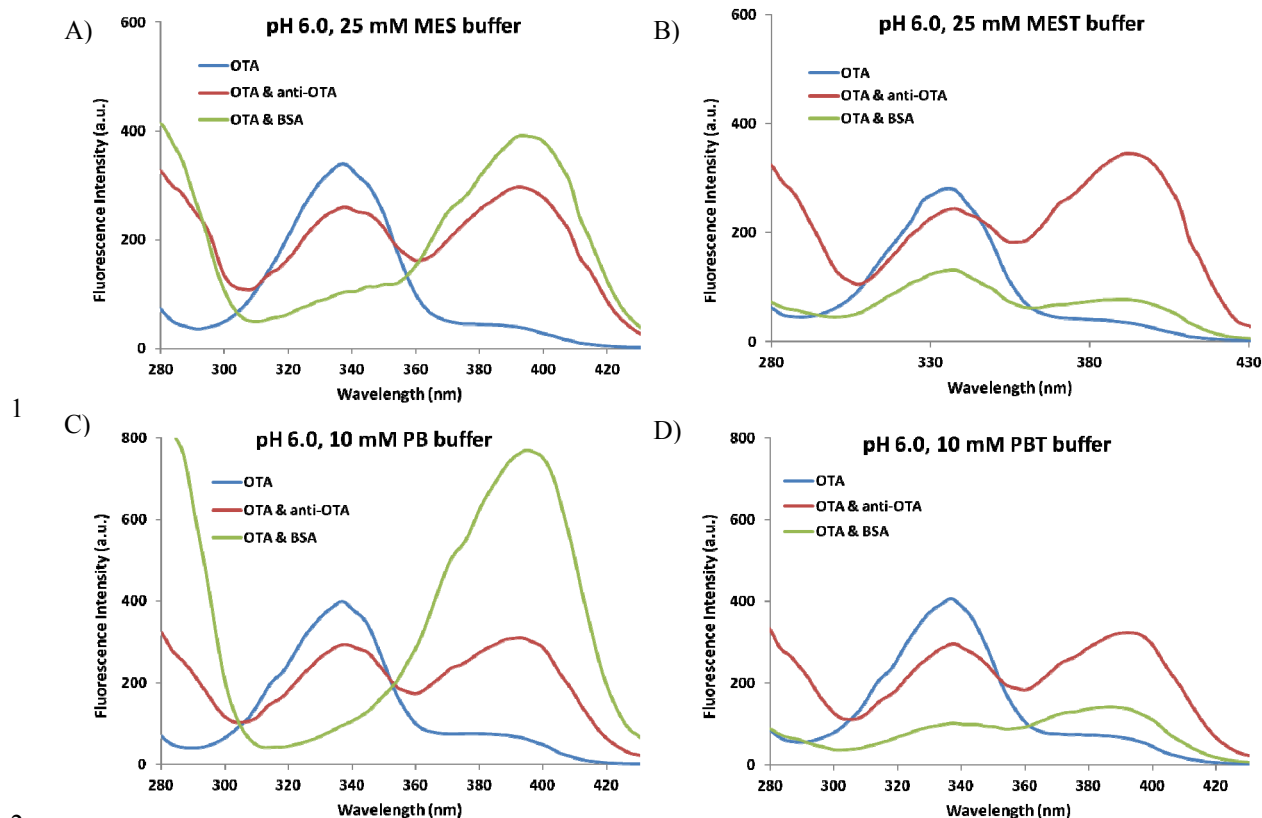 A)
pH 6.0, 25 mM MES buffer
OTA
OTA & anti-OTA
OTA & BSA
Fluorescence Intensity (a.u.)
600
400
200
0
280 300 320 340 360 380 400 420
Wavelength (nm)
B)
pH 6.0, 25 mM MEST buffer
OTA
OTA & anti-OTA
OTA & BSA
Fluorescence Intensity (a.u.)
600
500
400
300
200
100
0
280 330 380 430
Wavelength (nm)
1
C)
pH 6.0, 10 mM PB buffer
OTA
OTA & anti-OTA
OTA & BSA
Fluorescence Intensity (a.u.)
800
600
400
200
0
280 300 320 340 360 380 400 420
Wavelength (nm)
D)
pH 6.0, 10 mM PBT buffer
OTA
OTA & anti-OTA
OTA & BSA
Fluorescence Intensity (a.u.)
800
600
400
200
0
280 300 320 340 360 380 400 420
Wavelength (nm)